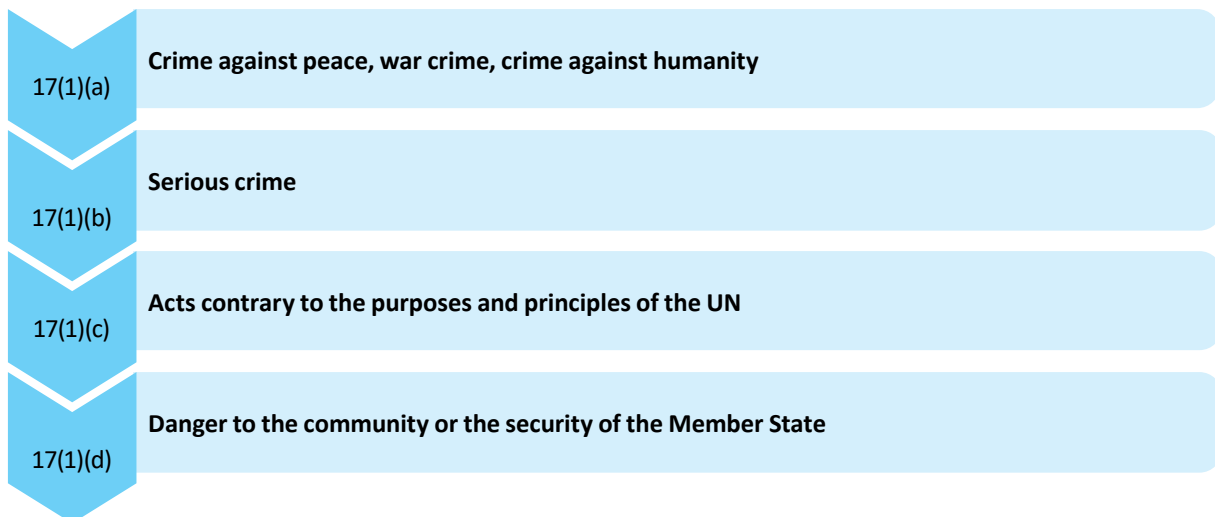 Crime against peace, war crime, crime against humanity
17(1)(a)
Serious crime
17(1)(b)
Acts contrary to the purposes and principles of the UN
17(1)(c)
Danger to the community or the security of the Member State
17(1)(d)